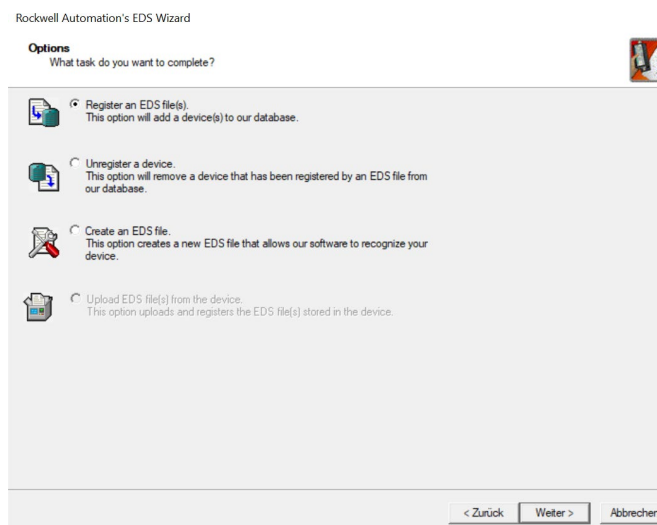 Rockwell Automation's EDS Wizard
Options
What task do you want to complete?
Register an EDS file(s).
This option will add a device(s) to our database.
Unregister a device.
This option will remove a device that has been registered by an EDS file from
our database.
Create an EDS file.
This option creates a new EDS file that allows our software to recognize your
device.
Upload EDS file(s) from the device.
This option uploads and registers the EDS file(s) stored in the device.
< Zurück
Weiter >
Abbrechen